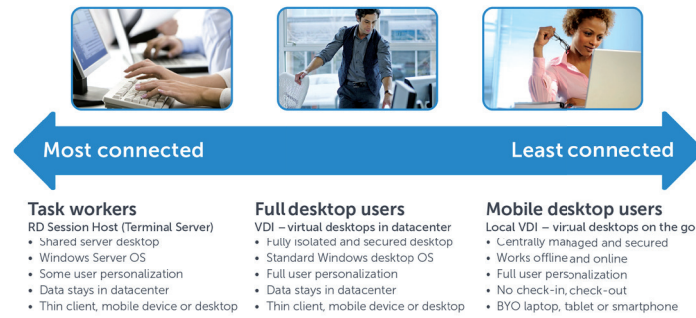 Most connected
Least connected
Task workers
RD Session Host (Terminal Server)
• Shared server desktop
• Windows Server OS
• Some user personalization
• Data stays in datacenter
• Thin client, mobile device or desktop
Full desktop users
VDI – virtual desktops in datacenter
• Fully isolated and secured desktop
• Standard Windows desktop OS
• Full user personalization
• Data stays in datacenter
• Thin client, mobile device or desktop
Mobile desktop users
Local VDI – virual desktops on the go
• Centrally managed and secured
• Works offline and online
• Full user personalization
• No check-in, check-out
• BYO laptop, tablet or smartphone